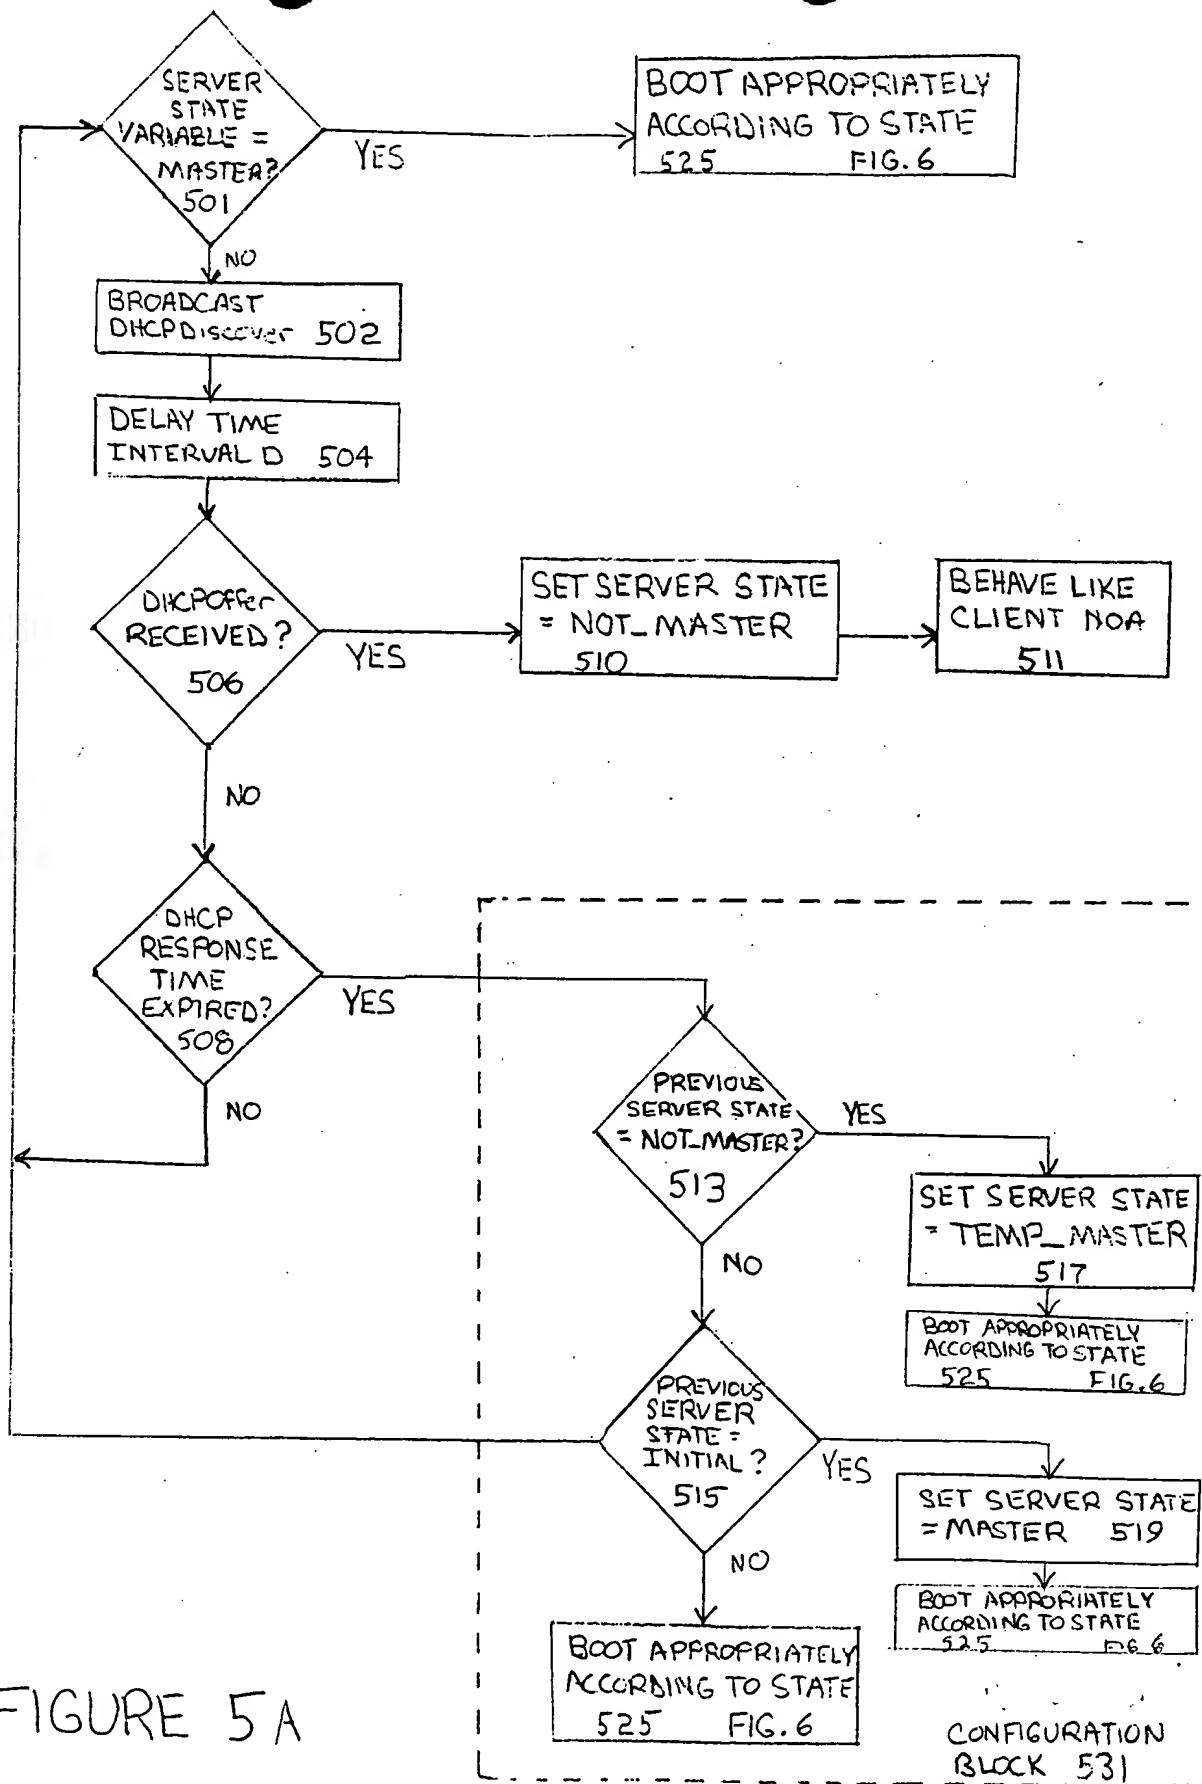 SERVER
STATE
VARIABLE =
MASTER?
501
YES
BOOT APPROPRIATELY
ACCORDING TO STATE
525 FIG. 6
NO
BROADCAST
DHCPDiscover 502
DELAY TIME
INTERVAL D 504
DHCPOffer
RECEIVED?
506
YES
SET SERVER STATE
= NOT_MASTER
510
BEHAVE LIKE
CLIENT NOA
511
NO
DHCP
RESPONSE
TIME
EXPIRED?
508
YES
NO
PREVIOUS
SERVER STATE
= NOT_MASTER?
513
YES
SET SERVER STATE
= TEMP_MASTER
517
BOOT APPROPRIATELY
ACCORDING TO STATE
525 FIG. 6
NO
PREVIOUS
SERVER
STATE =
INITIAL?
515
YES
SET SERVER STATE
= MASTER 519
BOOT APPRORIATELY
ACCORDING TO STATE
525 FIG 6
NO
BOOT APPROPRIATELY
ACCORDING TO STATE
525 FIG. 6
FIGURE 5A
CONFIGURATION
BLOCK 531